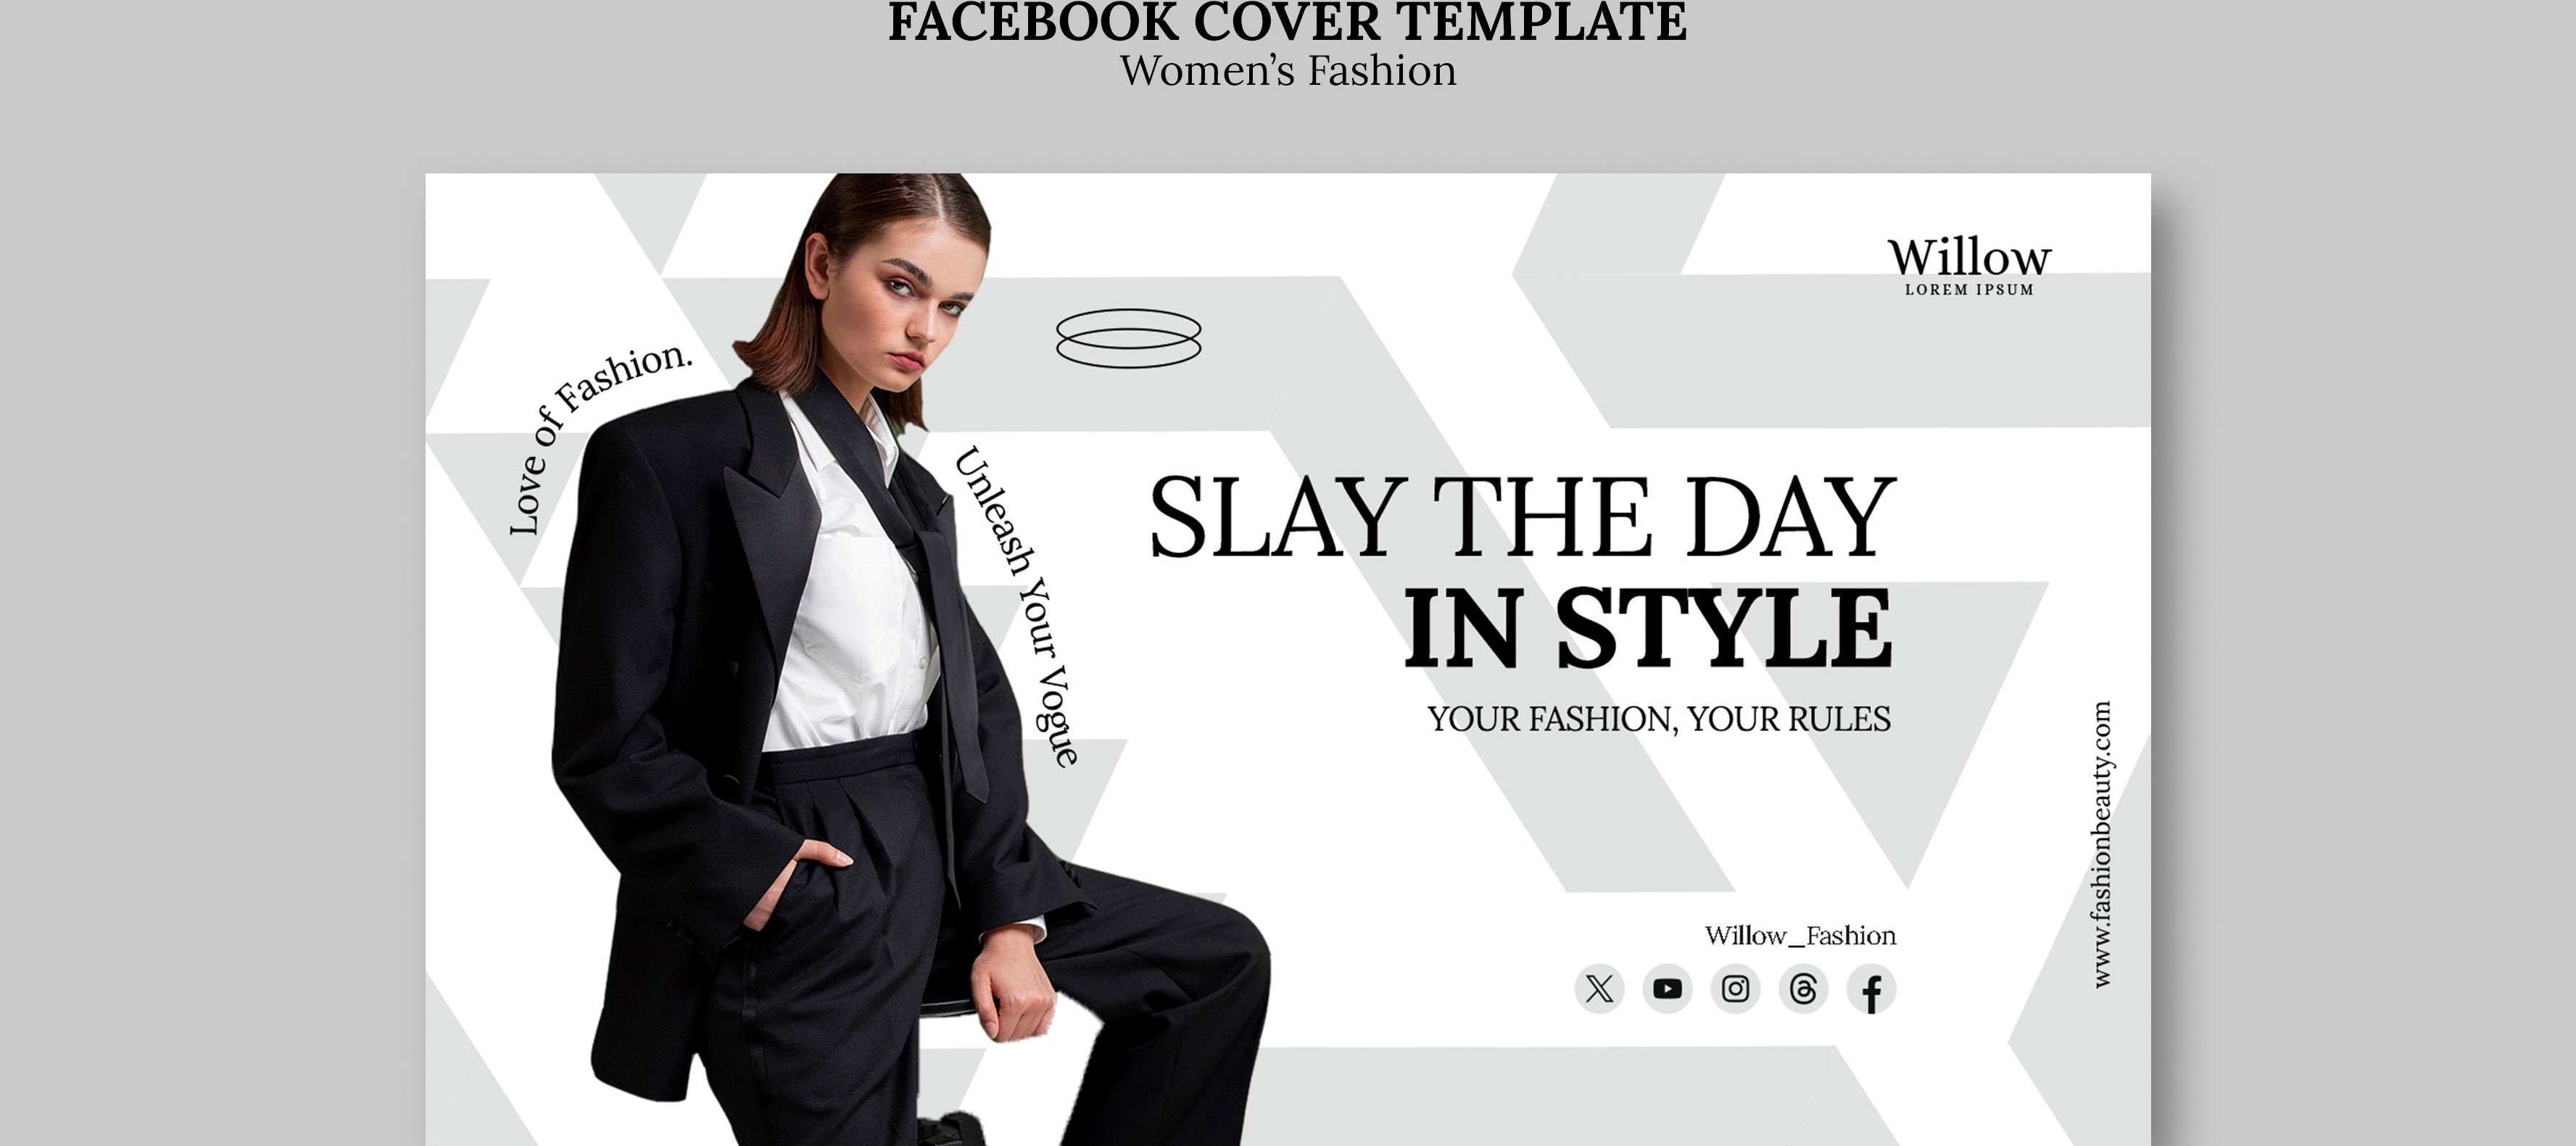 FACEBOOK COVER TEMPLATE
Women’s Fashion
Willow
LOREM IPSUM
Love of Fashion.
Unleash Your Vogue
SLAY THE DAY
IN STYLE
YOUR FASHION, YOUR RULES
www.fashionbeauty.com
Willow_Fashion